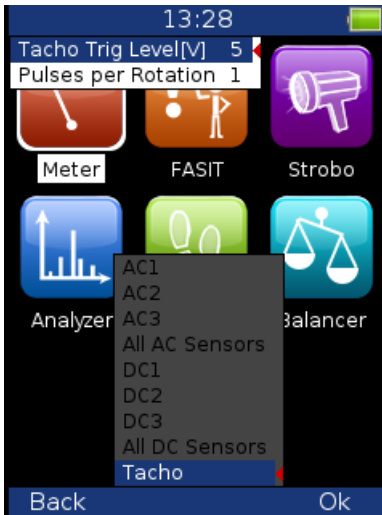 13:28
Tacho Trig Level[V] 5
Pulses per Rotation 1
Meter
FASIT
Strobo
Analyzer
Balancer
AC1
AC2
AC3
All AC Sensors
DC1
DC2
DC3
All DC Sensors
Tacho
Back
Ok